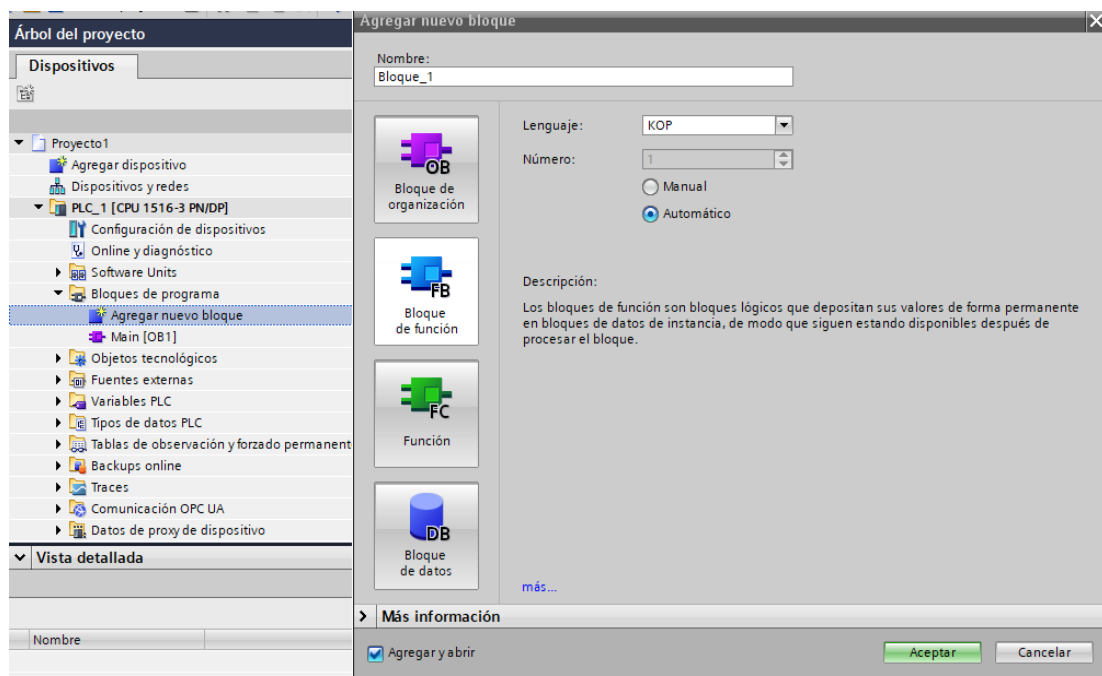 Árbol del proyecto
Dispositivos
Proyecto1
Agregar dispositivo
Dispositivos y redes
PLC_1 [CPU 1516-3 PN/DP]
Configuración de dispositivos
Online y diagnóstico
Software Units
Bloques de programa
Agregar nuevo bloque
Main [OB1]
Objetos tecnológicos
Fuentes externas
Variables PLC
Tipos de datos PLC
Tablas de observación y forzado permanent
Backups online
Traces
Comunicación OPC UA
Datos de proxy de dispositivo
Vista detallada
Nombre
Agregar nuevo bloque
Nombre:
Bloque_1
OB
Bloque de
organización
FB
Bloque
de función
FC
Función
DB
Bloque
de datos
Lenguaje: KOP
Número: 1
Manual
Automático
Descripción:
Los bloques de función son bloques lógicos que depositan sus valores de forma permanente
en bloques de datos de instancia, de modo que siguen estando disponibles después de
procesar el bloque.
más...
Más información
Agregar y abrir
Aceptar
Cancelar